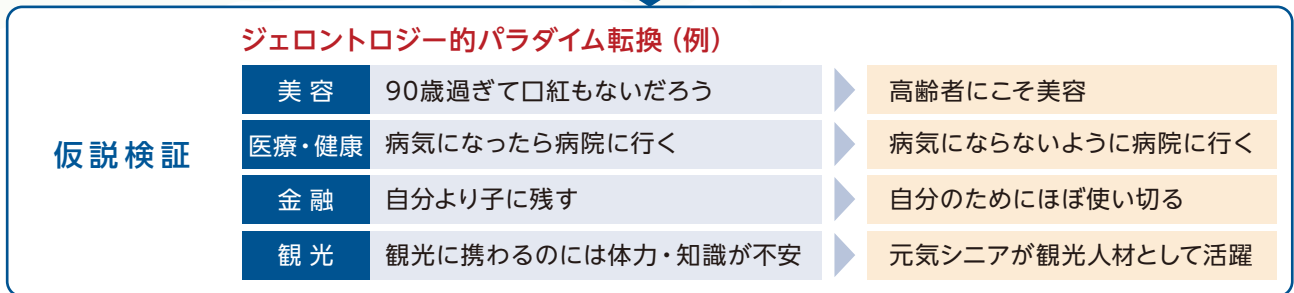 ジェロントロジー的パラダイム転換（例）
仮説検証
美容 90歳過ぎて口紅もないだろう 高齢者にこそ美容
医療・健康 病気になったら病院に行く 病気にならないように病院に行く
金融 自分より子に残す 自分のためにほぼ使い切る
観光 観光に携わるのには体力・知識が不安 元気シニアが観光人材として活躍